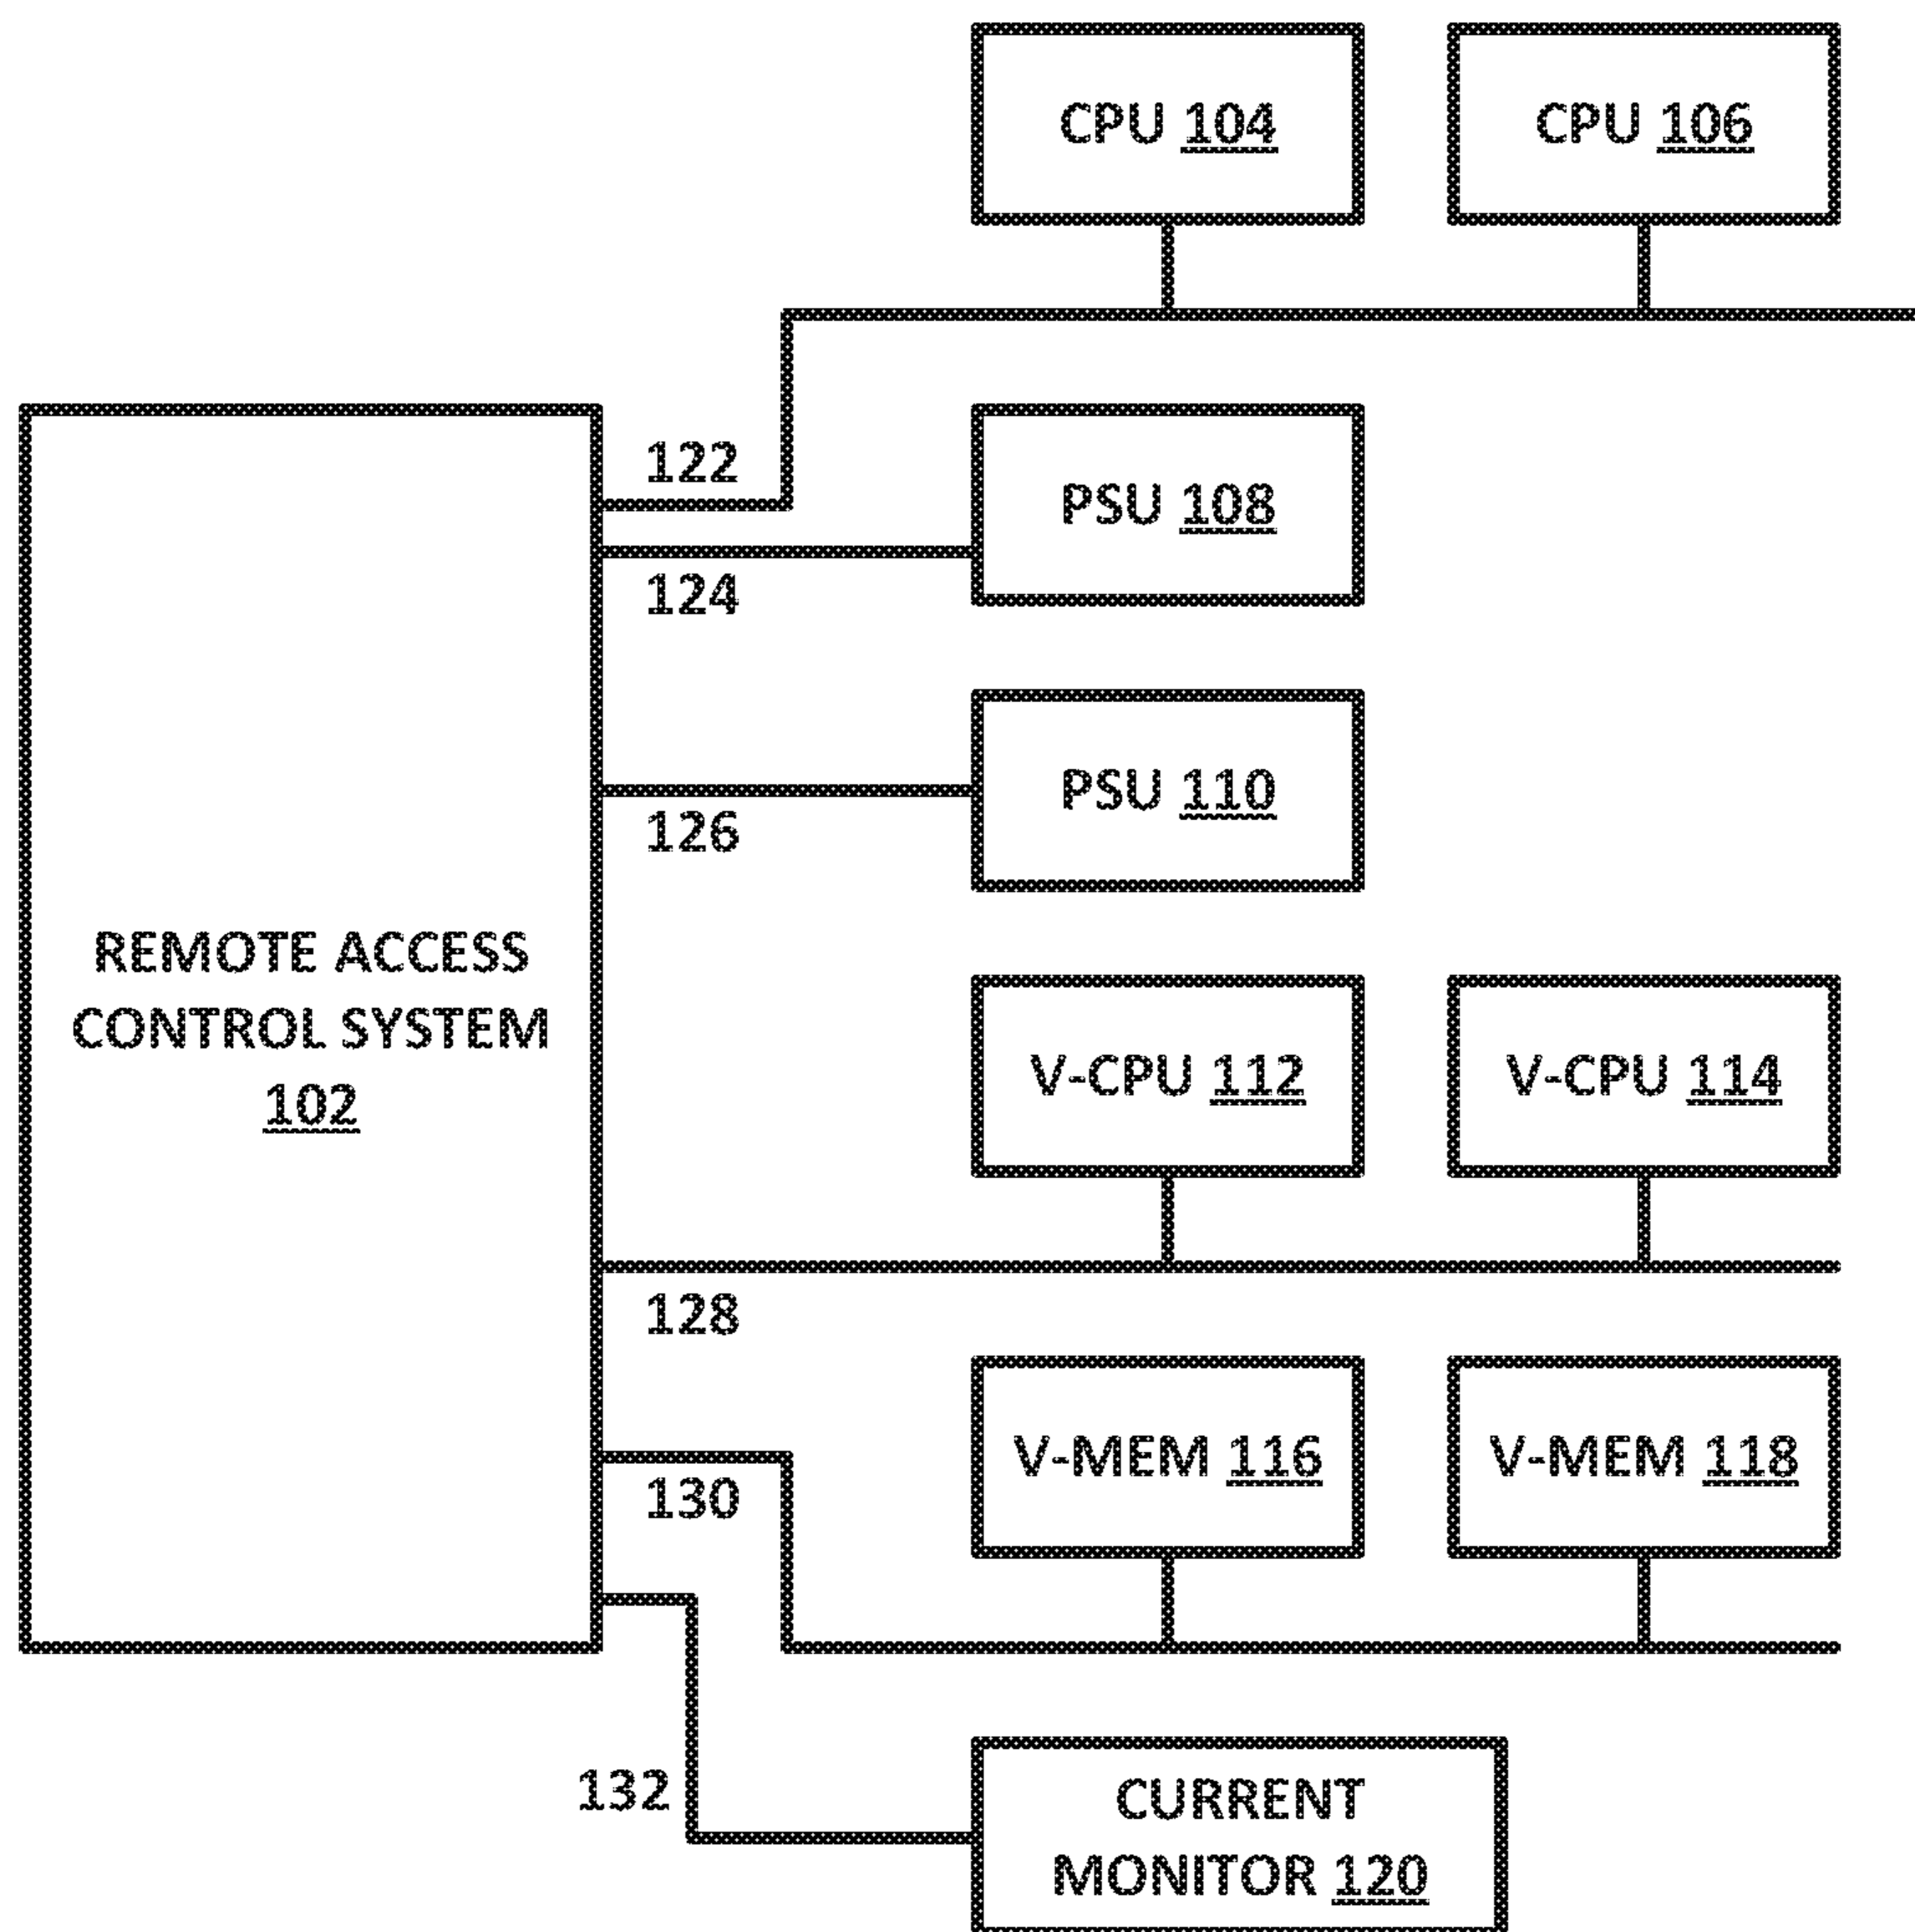 CPU 104
CPU 106
122
PSU 108
124
PSU 110
126
REMOTE ACCESS
CONTROL SYSTEM
102
V-CPU 112
V-CPU 114
128
V-MEM 116
V-MEM 118
130
132
CURRENT
MONITOR 120